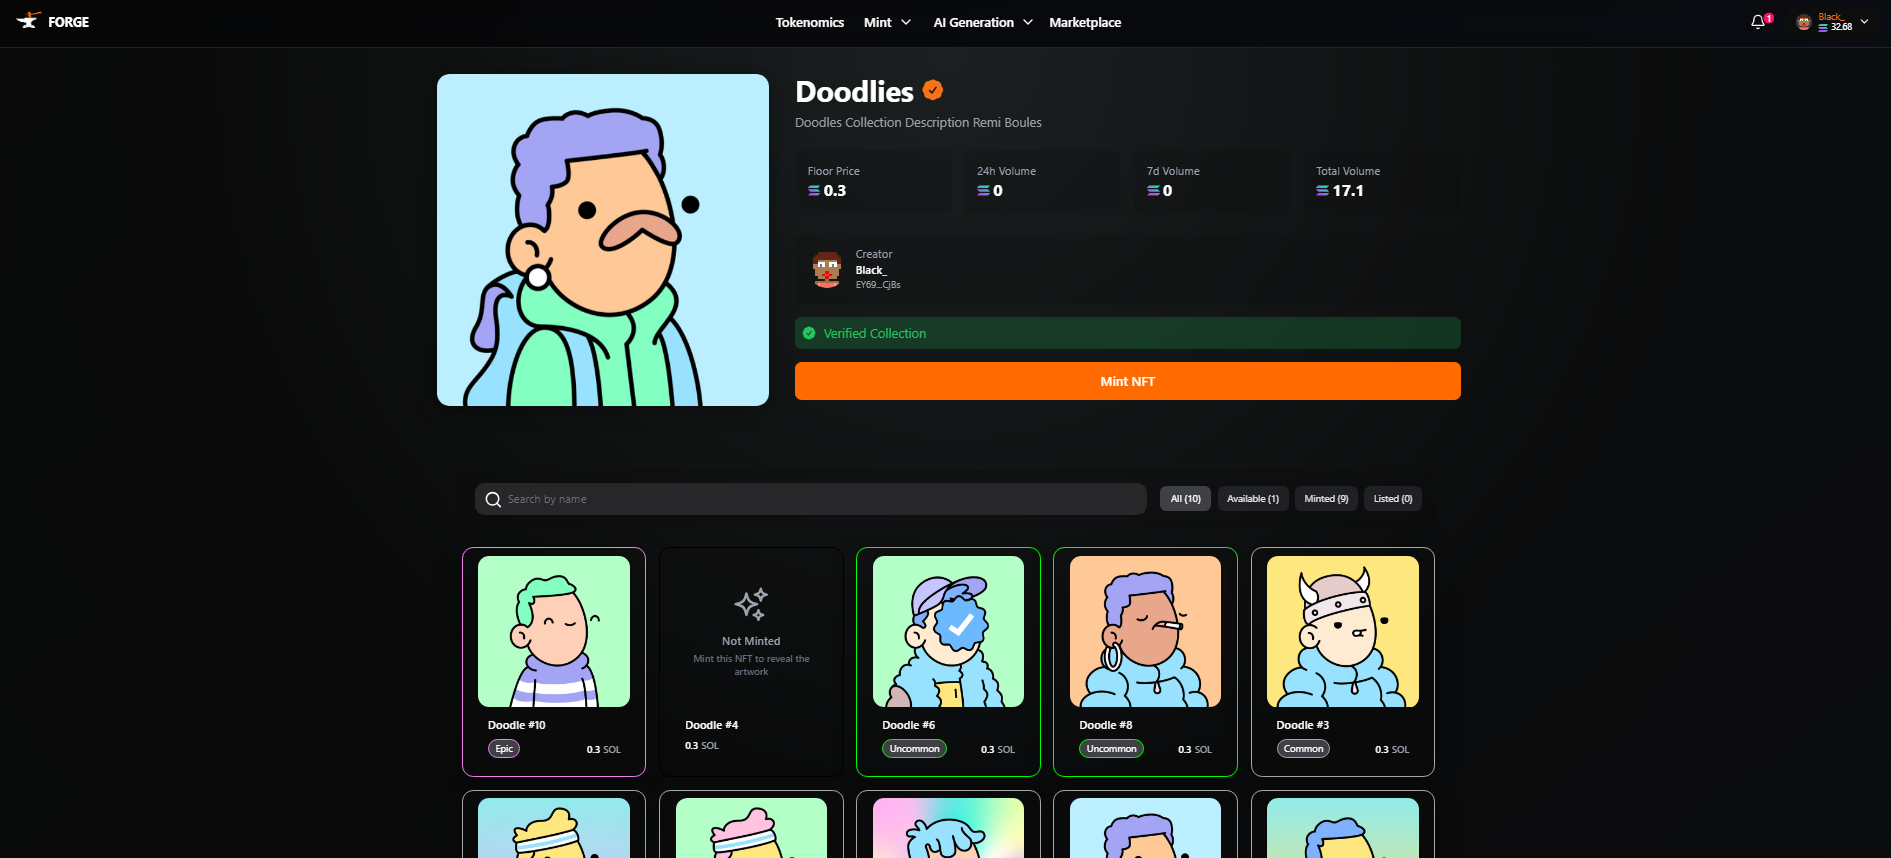 FORGE
Tokenomics
Mint
AI Generation
Marketplace
1
Black_
32.68
Doodlies
Doodles Collection Description Remi Boules
Floor Price
0.3
24h Volume
0
7d Volume
0
Total Volume
17.1
Creator
Black_
EY69...CjBs
Verified Collection
Mint NFT
Search by name
All (10)
Available (1)
Minted (9)
Listed (0)
Doodle #10
Epic
0.3 SOL
Not Minted
Mint this NFT to reveal the
artwork
Doodle #4
0.3 SOL
Doodle #6
Uncommon
0.3 SOL
Doodle #8
Uncommon
0.3 SOL
Doodle #3
Common
0.3 SOL